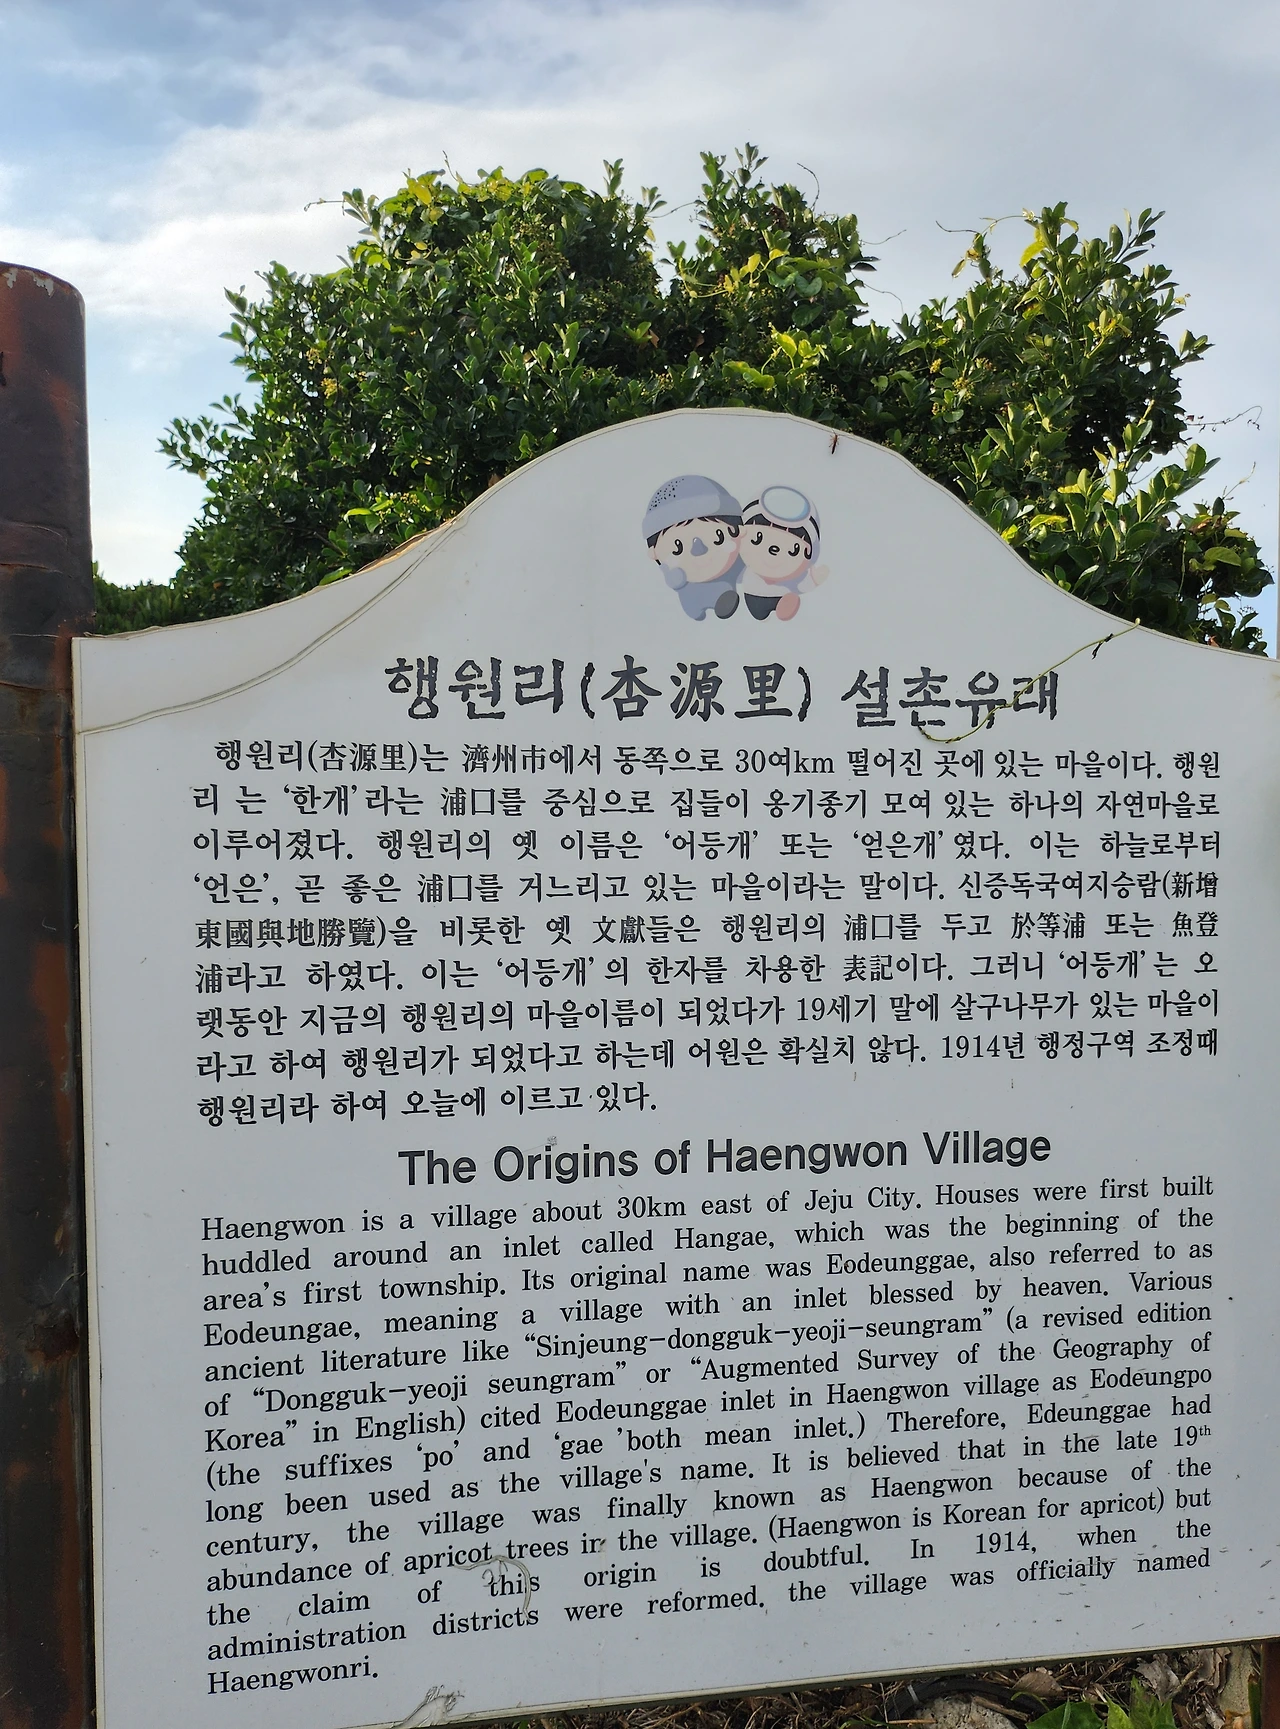 행원리(杏源里) 설촌유래
행원리(杏源里)는 濟州市에서 동쪽으로 30여km 떨어진 곳에 있는 마을이다. 행원
리 는 ‘한개’라는 浦口를 중심으로 집들이 옹기종기 모여 있는 하나의 자연마을로
이루어졌다. 행원리의 옛 이름은 ‘어등개’ 또는 ‘얻은개’였다. 이는 하늘로부터
‘언은’, 곧 좋은 浦口를 거느리고 있는 마을이라는 말이다. 신증독국여지승람(新增
東國與地勝覽)을 비롯한 옛 文獻들은 행원리의 浦口를 두고 於等浦 또는 魚登
浦라고 하였다. 이는 ‘어등개’의 한자를 차용한 表記이다. 그러니 ‘어등개’는 오
랫동안 지금의 행원리의 마을이름이 되었다가 19세기 말에 살구나무가 있는 마을이
라고 하여 행원리가 되었다고 하는데 어원은 확실치 않다. 1914년 행정구역 조정때
행원리라 하여 오늘에 이르고 있다.
The Origins of Haengwon Village
Haengwon is a village about 30km east of Jeju City. Houses were first built
huddled around an inlet called Hangae, which was the beginning of the
area’s first township. Its original name was Eodeunggae, also referred to as
Eodeungae, meaning a village with an inlet blessed by heaven. Various
ancient literature like “Sinjeung-dongguk-yeoji-seungram” (a revised edition
of “Dongguk-yeoji seungram” or “Augmented Survey of the Geography of
Korea” in English) cited Eodeunggae inlet in Haengwon village as Eodeungpo
(the suffixes ‘po’ and ‘gae ’both mean inlet.) Therefore, Edeunggae had
long been used as the village's name. It is believed that in the late 19th
century, the village was finally known as Haengwon because of the
abundance of apricot trees in the village. (Haengwon is Korean for apricot) but
the claim of this origin is doubtful. In 1914, when the
administration districts were reformed. the village was officially named
Haengwonri.